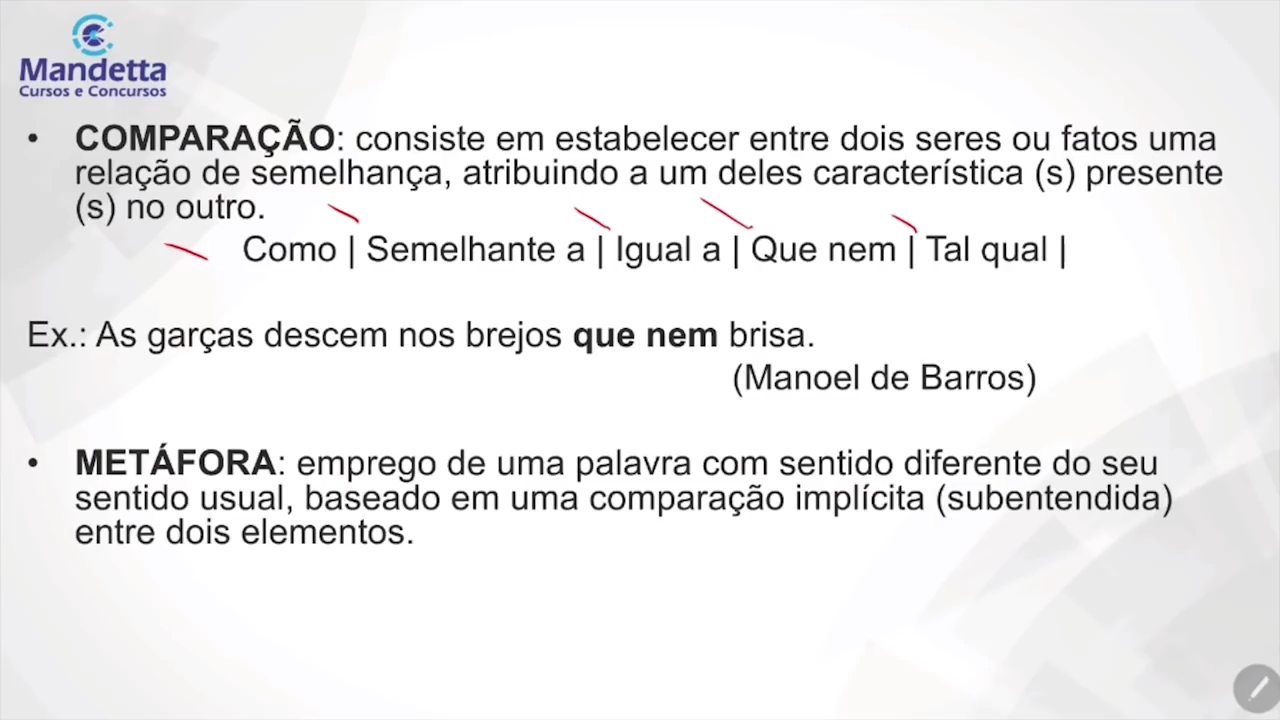 Mandetta
Cursos e Concursos
• COMPARAÇÃO: consiste em estabelecer entre dois seres ou fatos uma
relação de semelhança, atribuindo a um deles característica (s) presente
(s) no outro.
Como | Semelhante a | Igual a | Que nem | Tal qual |
Ex.: As garças descem nos brejos que nem brisa.
(Manoel de Barros)
• METÁFORA: emprego de uma palavra com sentido diferente do seu
sentido usual, baseado em uma comparação implícita (subentendida)
entre dois elementos.